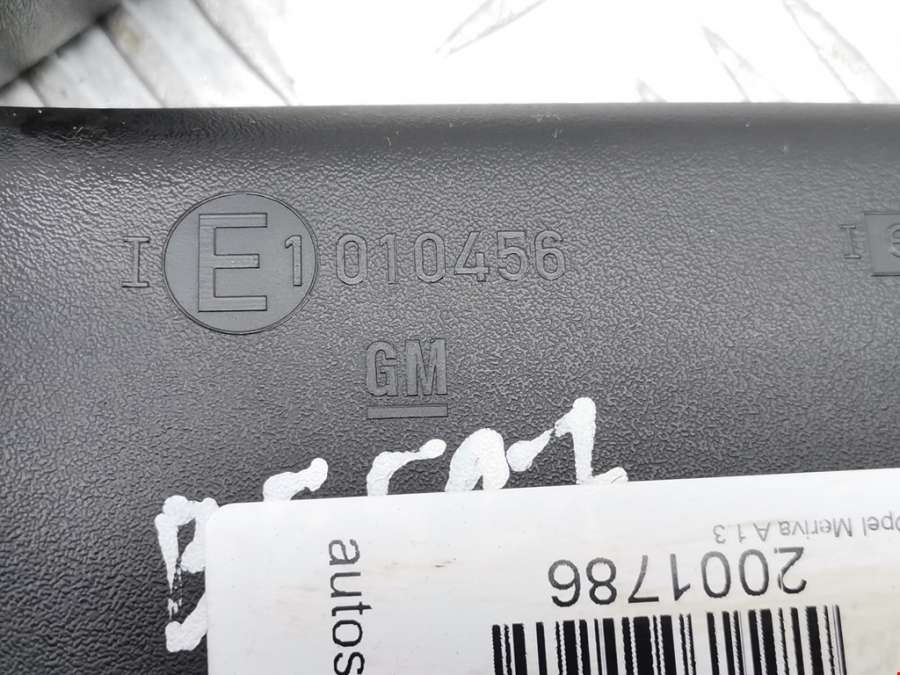 I E1 010456
I
GM
autos
Opel Meriva A 1.3
2001786